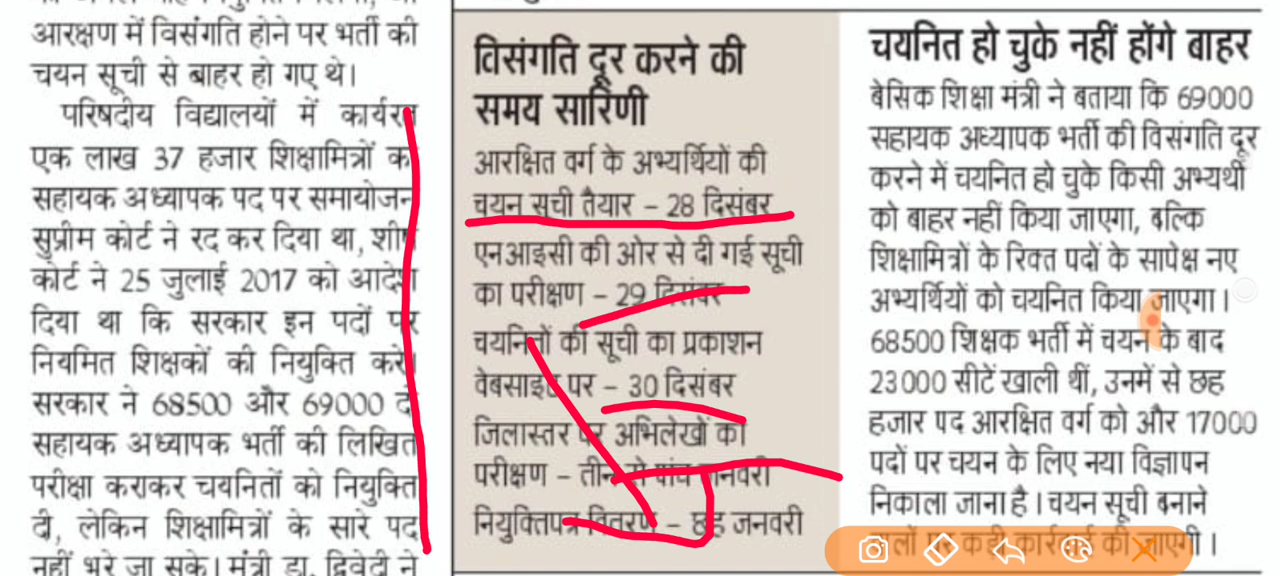 आरक्षण में विसंगति होने पर भर्ती की
चयन सूची से बाहर हो गए थे।
परिषदीय विद्यालयों में कार्यरत
एक लाख 37 हजार शिक्षामित्रों का
सहायक अध्यापक पद पर समायोजन
सुप्रीम कोर्ट ने रद कर दिया था, शीर्ष
कोर्ट ने 25 जुलाई 2017 को आदेश
दिया था कि सरकार इन पदों पर
नियमित शिक्षकों की नियुक्ति करे।
सरकार ने 68500 और 69000 दो
सहायक अध्यापक भर्ती की लिखित
परीक्षा कराकर चयनितों को नियुक्ति
दी, लेकिन शिक्षामित्रों के सारे पद
नहीं भरे जा सके। मंत्री डा. द्विवेदी ने
विसंगति दूर करने की
समय सारिणी
आरक्षित वर्ग के अभ्यर्थियों की
चयन सूची तैयार – 28 दिसंबर
एनआइसी की ओर से दी गई सूची
का परीक्षण – 29 दिसंबर
चयनितों की सूची का प्रकाशन
वेबसाइट पर – 30 दिसंबर
जिलास्तर पर अभिलेखों का
परीक्षण – तीन से पांच जनवरी
नियुक्तिपत्र वितरण – छह जनवरी
चयनित हो चुके नहीं होंगे बाहर
बेसिक शिक्षा मंत्री ने बताया कि 69000
सहायक अध्यापक भर्ती की विसंगति दूर
करने में चयनित हो चुके किसी अभ्यर्थी
को बाहर नहीं किया जाएगा, बल्कि
शिक्षामित्रों के रिक्त पदों के सापेक्ष नए
अभ्यर्थियों को चयनित किया जाएगा।
68500 शिक्षक भर्ती में चयन के बाद
23000 सीटें खाली थीं, उनमें से छह
हजार पद आरक्षित वर्ग को और 17000
पदों पर चयन के लिए नया विज्ञापन
निकाला जाना है। चयन सूची बनाने
वालों पर कड़ी कार्रवाई की जाएगी।